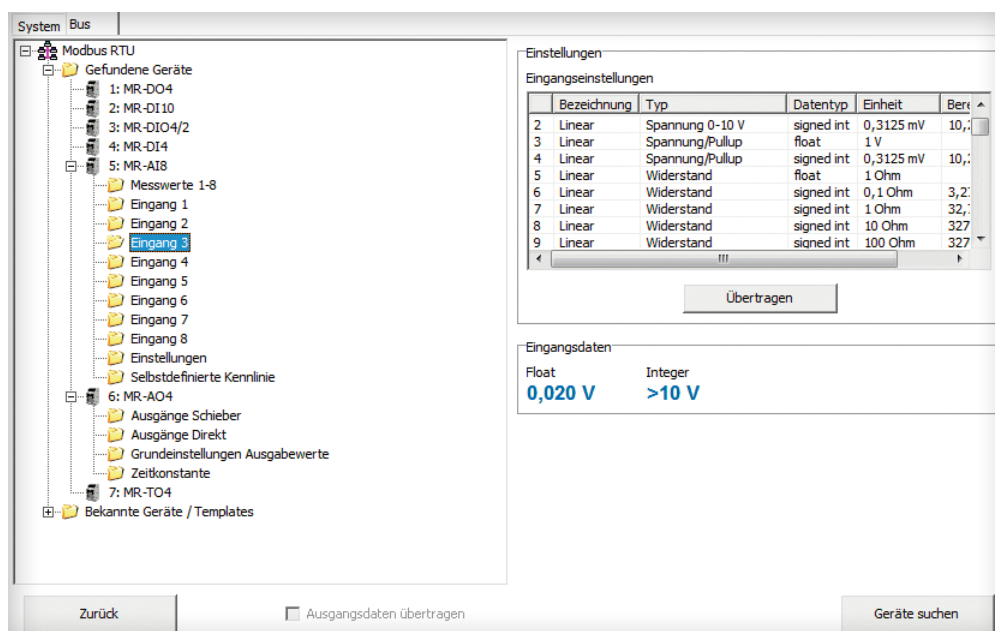 System Bus
Modbus RTU
Gefundene Geräte
1: MR-DO4
2: MR-DI10
3: MR-DIO4/2
4: MR-DI4
5: MR-AI8
Messwerte 1-8
Eingang 1
Eingang 2
Eingang 3
Eingang 4
Eingang 5
Eingang 6
Eingang 7
Eingang 8
Einstellungen
Selbstdefinierte Kennlinie
6: MR-AO4
Ausgänge Schieber
Ausgänge Direkt
Grundeinstellungen Ausgabewerte
Zeitkonstante
7: MR-TO4
Bekannte Geräte / Templates
Einstellungen
Eingangseinstellungen
Bezeichnung Typ Datentyp Einheit
2 Linear Spannung 0-10 V signed int 0,3125 mV 10,
3 Linear Spannung/Pullup float 1 V
4 Linear Spannung/Pullup signed int 0,3125 mV 10,
5 Linear Widerstand float 1 Ohm
6 Linear Widerstand signed int 0,1 Ohm 3,2
7 Linear Widerstand signed int 1 Ohm 32,
8 Linear Widerstand signed int 10 Ohm 327
9 Linear Widerstand signed int 100 Ohm 327
Übertragen
Eingangsdaten
Float Integer
0,020 V >10 V
Zurück Ausgangsdaten übertragen Geräte suchen